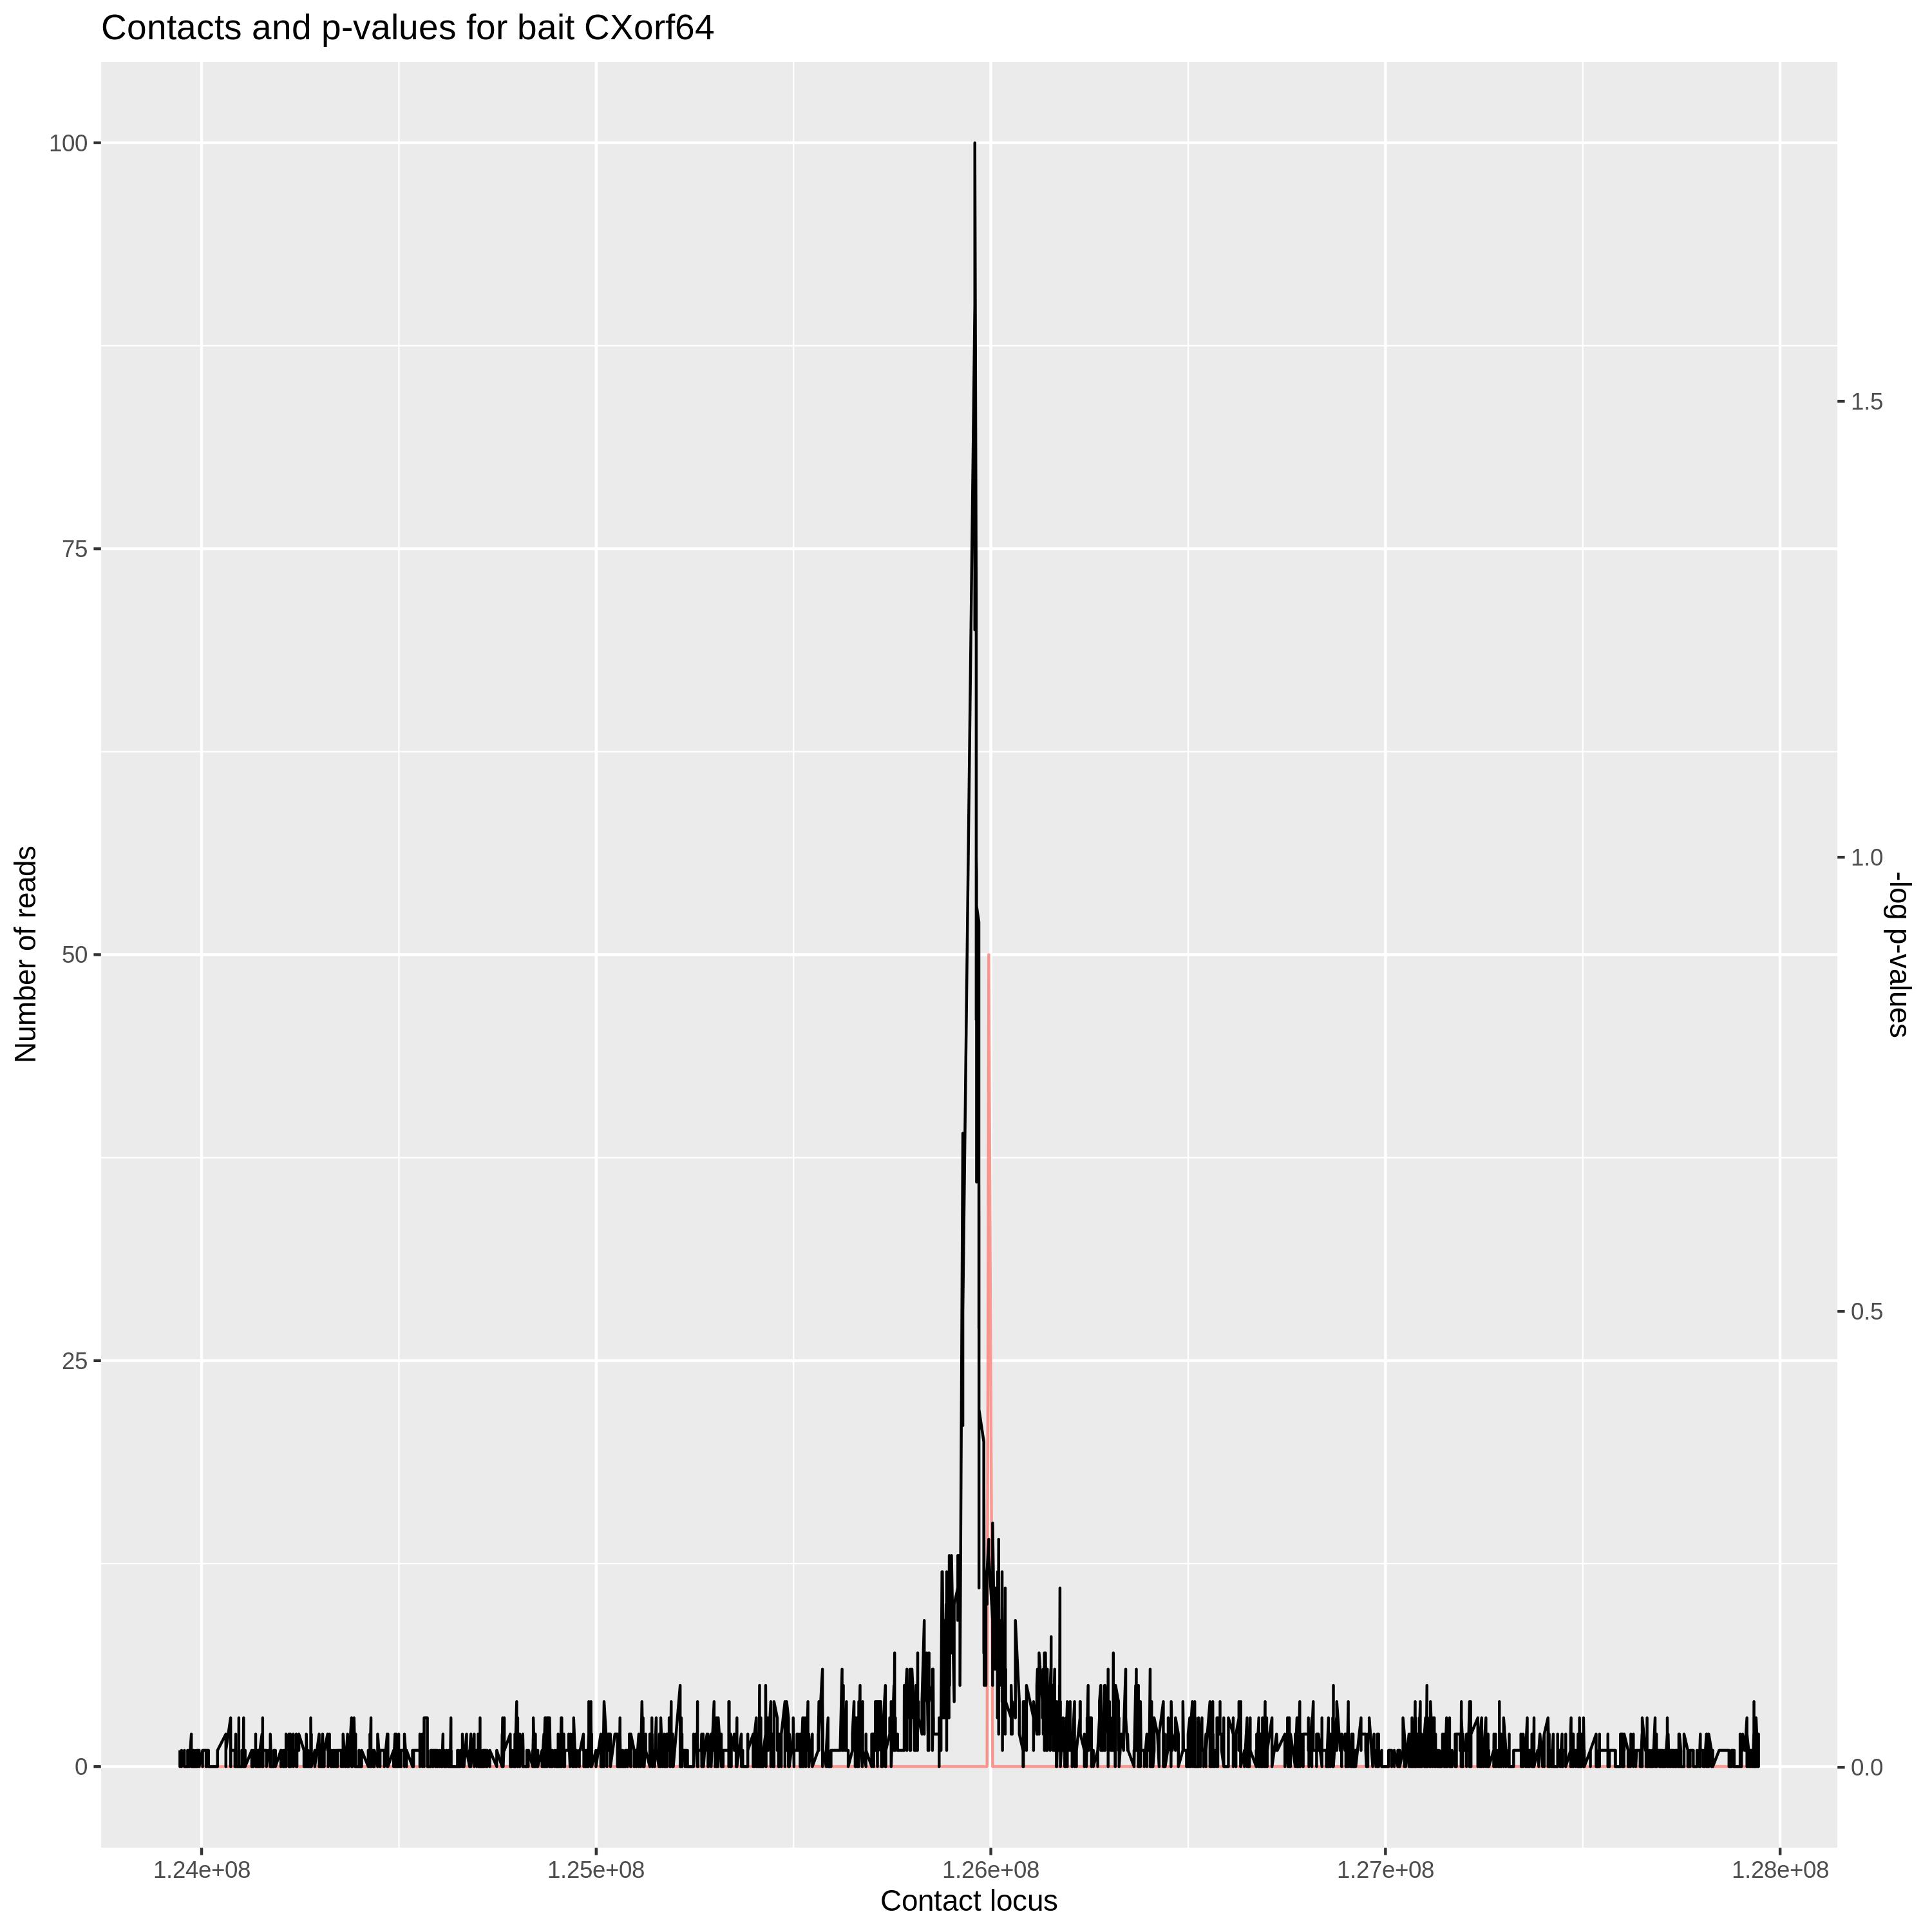 Contacts and p-values for bait CXorf64
100
75
50
25
0
Number of reads
1.5
1.0
0.5
0.0
-log p-values
1.24e+08
1.25e+08
1.26e+08
1.27e+08
1.28e+08
Contact locus